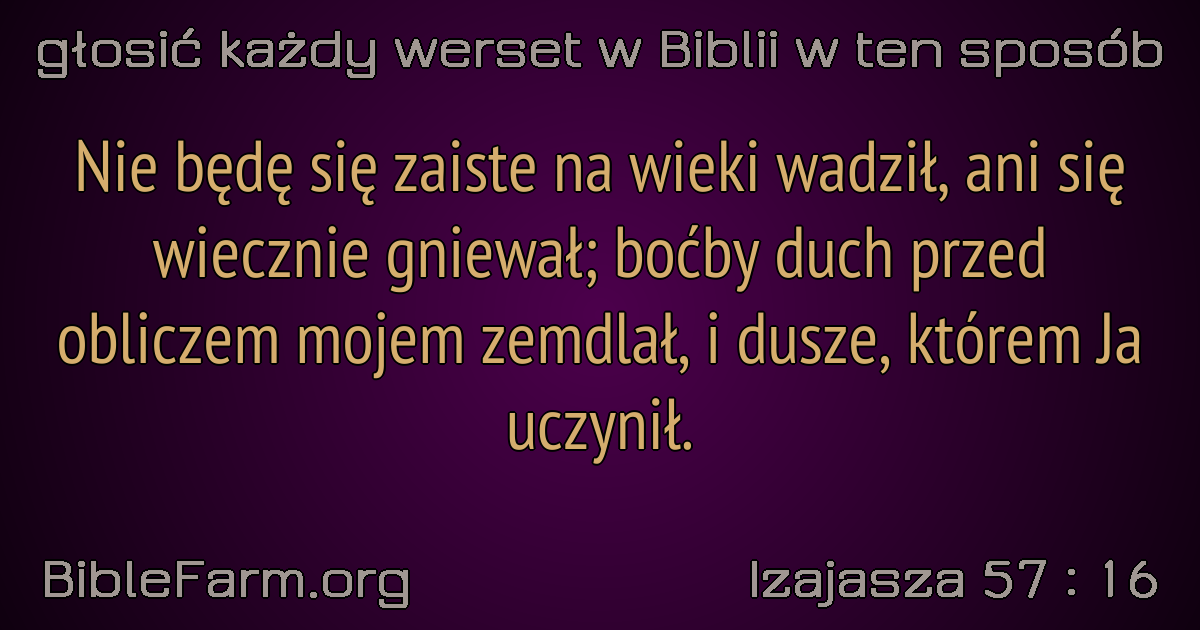 głosić każdy werset w Biblii w ten sposób
Nie będę się zaiste na wieki wadził, ani się
wiecznie gniewał; boćby duch przed
obliczem mojem zemdlał, i dusze, którem Ja
uczynił.
BibleFarm.org
Izajasza 57 : 16